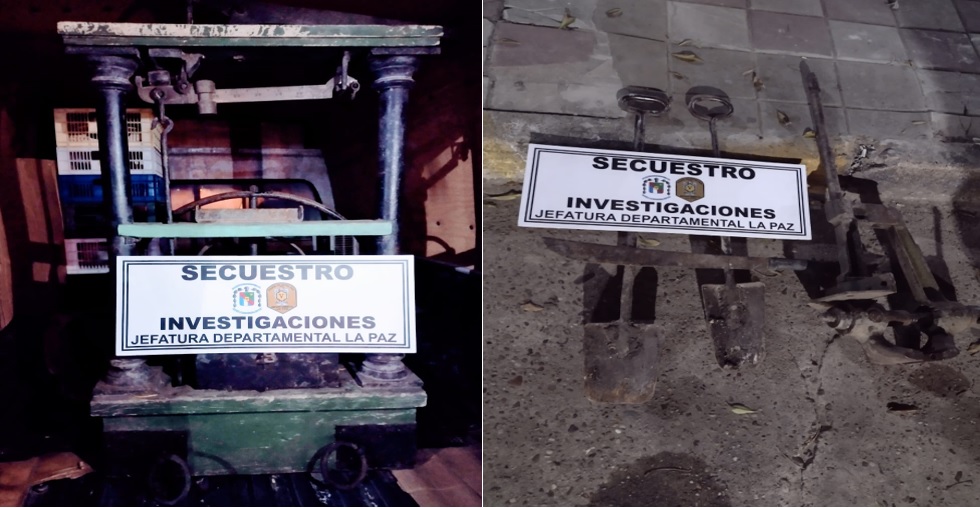 SECUESTRO
INVESTIGACIONES
JEFATURA DEPARTAMENTAL LA PAZ
SECUESTRO
INVESTIGACIONES
JEFATURA DEPARTAMENTAL LA PAZ